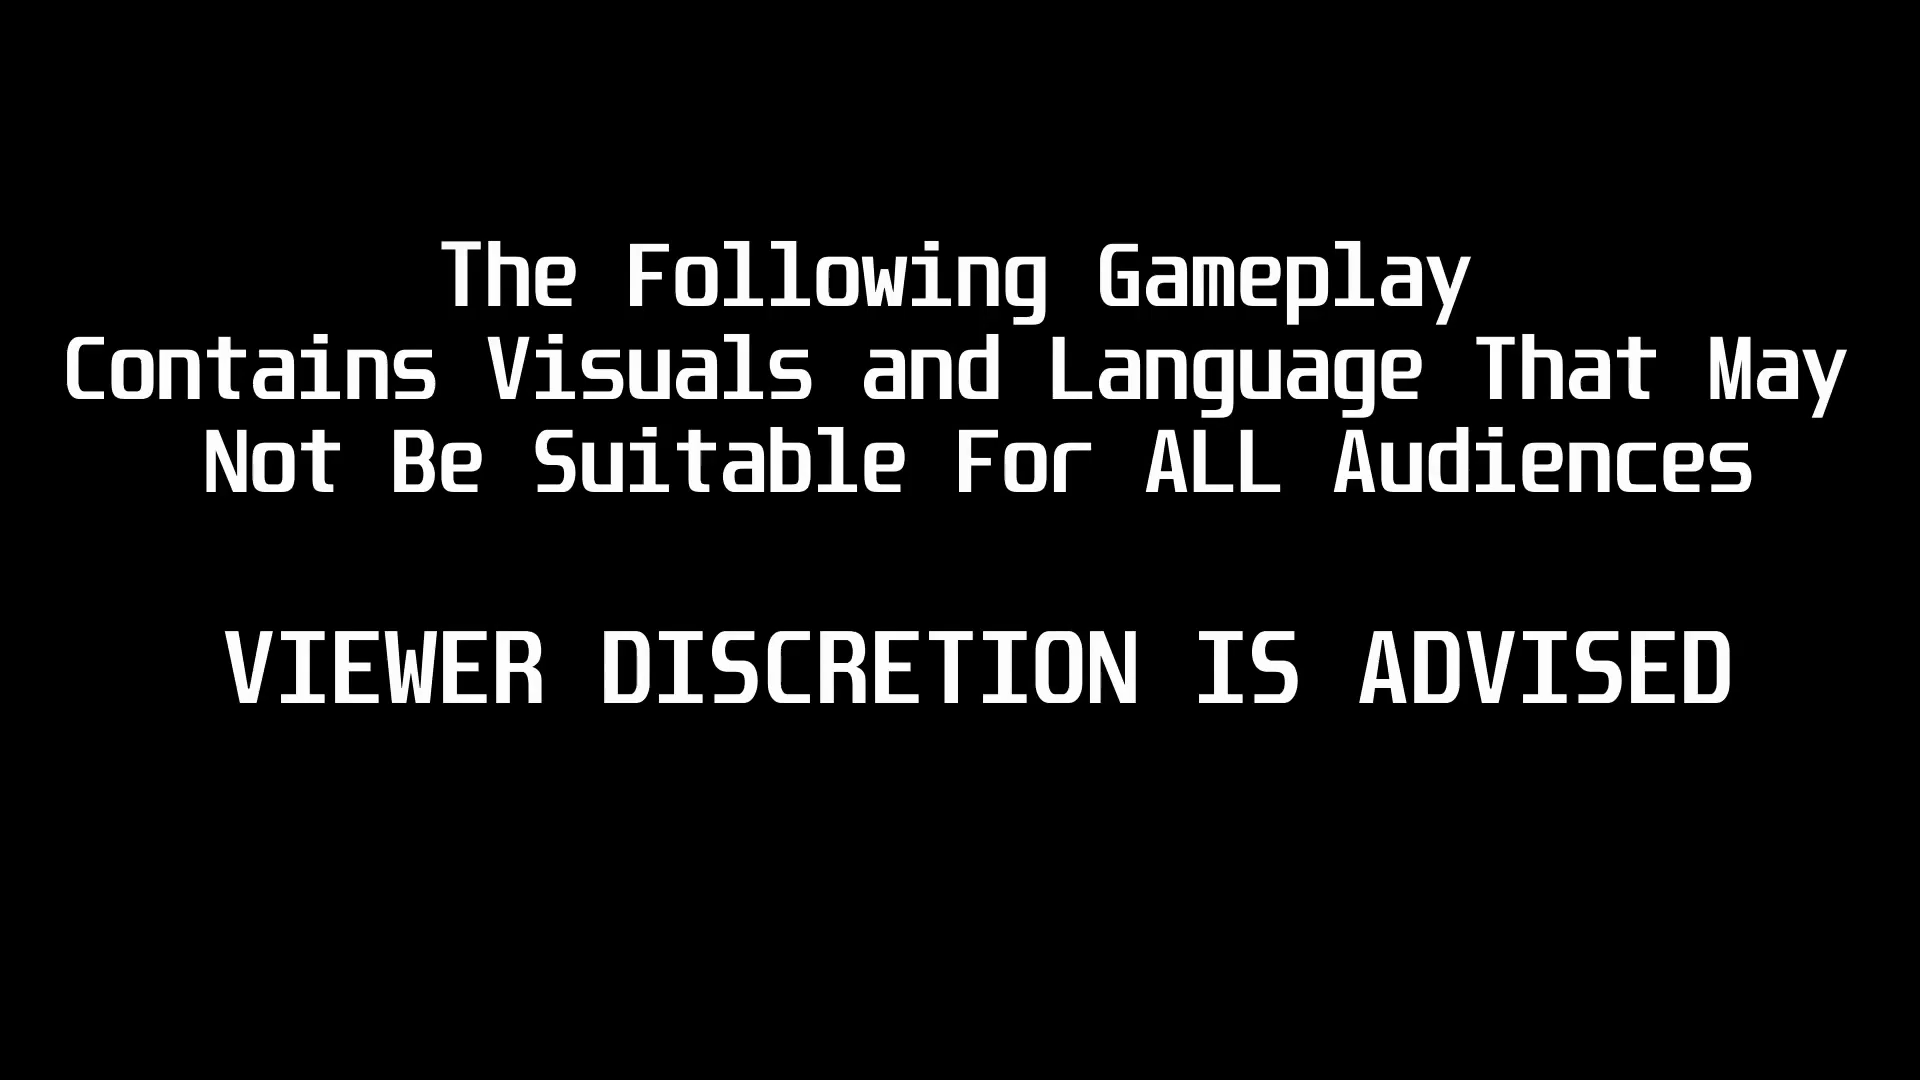 The Following Gameplay
Contains Visuals and Language That May
Not Be Suitable For ALL Audiences
VIEWER DISCRETION IS ADVISED